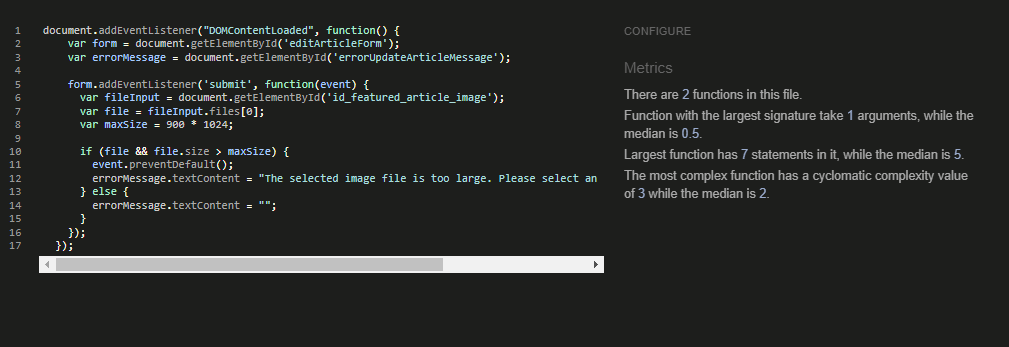 1 document.addEventListener("DOMContentLoaded", function() {
2 var form = document.getElementById('editArticleForm');
3 var errorMessage = document.getElementById('errorUpdateArticleMessage');
4
5 form.addEventListener('submit', function(event) {
6 var fileInput = document.getElementById('id_featured_article_image');
7 var file = fileInput.files[0];
8 var maxSize = 900 * 1024;
9
10 if (file && file.size > maxSize) {
11 event.preventDefault();
12 errorMessage.textContent = "The selected image file is too large. Please select an
13 } else {
14 errorMessage.textContent = "";
15 }
16 });
17 });
CONFIGURE
Metrics
There are 2 functions in this file.
Function with the largest signature take 1 arguments, while the
median is 0.5.
Largest function has 7 statements in it, while the median is 5.
The most complex function has a cyclomatic complexity value
of 3 while the median is 2.